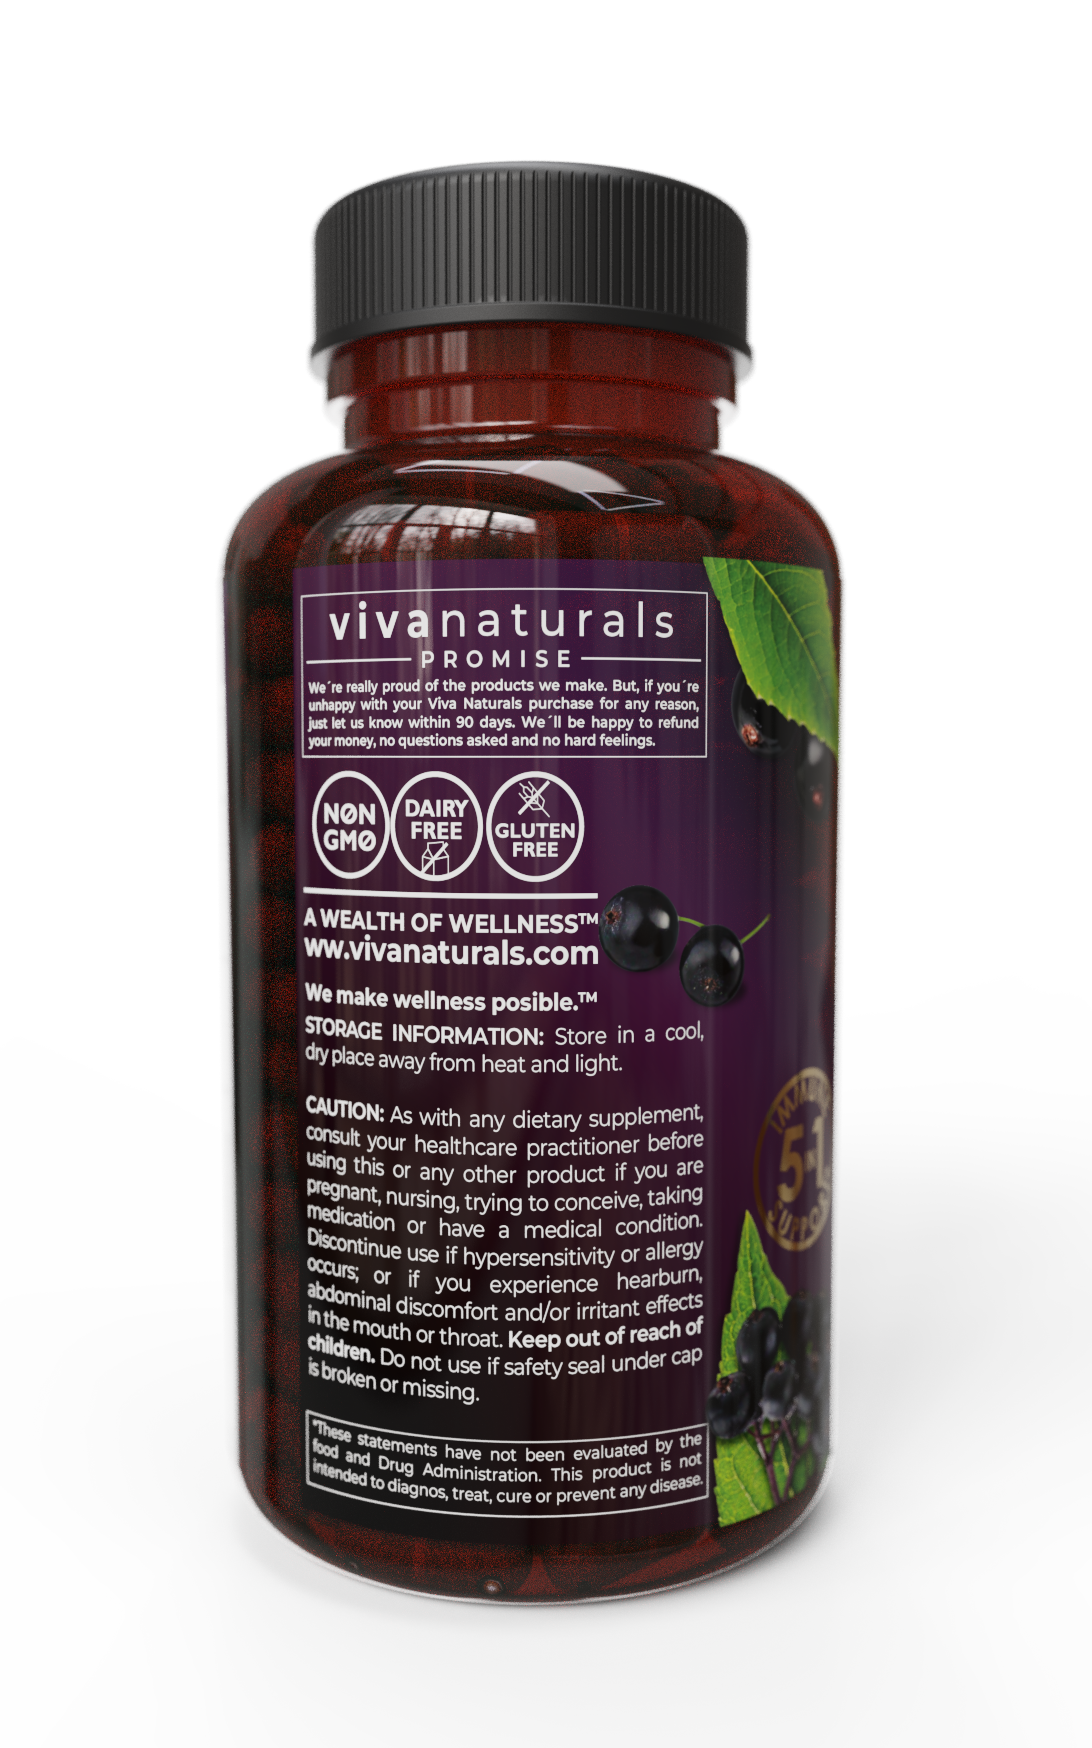 vivanaturals
PROMISE
We´re really proud of the products we make. But, if you´re
unhappy with your Viva Naturals purchase for any reason,
just let us know within 90 days. We´ll be happy to refund
your money, no questions asked and no hard feelings.
NØN
GMØ
DAIRY
FREE
GLUTEN
FREE
A WEALTH OF WELLNESS™
ww.vivanaturals.com
We make wellness posible.™
STORAGE INFORMATION: Store in a cool,
dry place away from heat and light.
CAUTION: As with any dietary supplement,
consult your healthcare practitioner before
using this or any other product if you are
pregnant, nursing, trying to conceive, taking
medication or have a medical condition.
Discontinue use if hypersensitivity or allergy
occurs; or if you experience hearburn,
abdominal discomfort and/or irritant effects
in the mouth or throat. Keep out of reach of
children. Do not use if safety seal under cap
is broken or missing.
*These statements have not been evaluated by the
food and Drug Administration. This product is not
intended to diagnos, treat, cure or prevent any disease.
5
1
SUPPORT